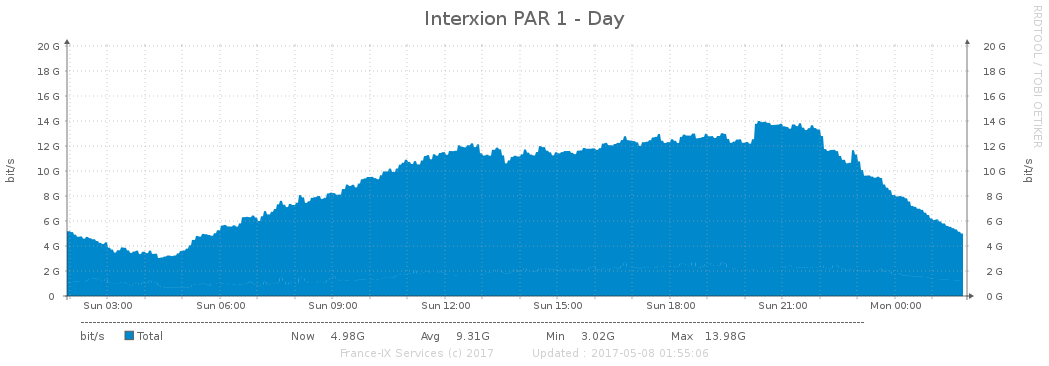 Interxion PAR 1 - Day
RRDTOOL / TOBI OETIKER
20 G 20 G
18 G 18 G
16 G 16 G
14 G 14 G
12 G 12 G
10 G 10 G
8 G 8 G
6 G 6 G
4 G 4 G
2 G 2 G
0 0 G
bit/s
bit/s
Sun 03:00 Sun 06:00 Sun 09:00 Sun 12:00 Sun 15:00 Sun 18:00 Sun 21:00 Mon 00:00
bit/s Total Now 4.98G Avg 9.31G Min 3.02G Max 13.98G
France-IX Services (c) 2017 Updated : 2017-05-08 01:55:06